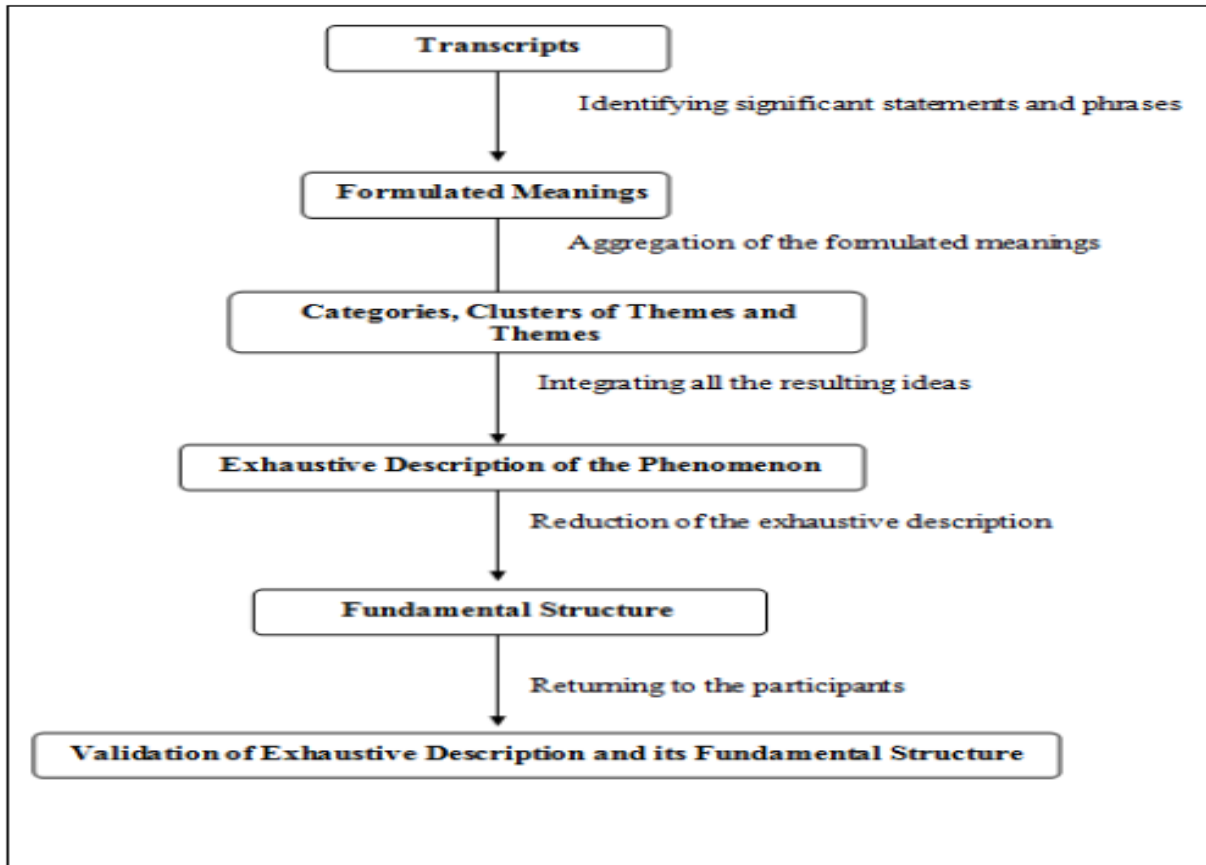 Transcripts
Identifying significant statements and phrases
Formulated Meanings
Aggregation of the formulated meanings
Categories, Clusters of Themes and
Themes
Integrating all the resulting ideas
Exhaustive Description of the Phenomenon
Reduction of the exhaustive description
Fundamental Structure
Returning to the participants
Validation of Exhaustive Description and its Fundamental Structure